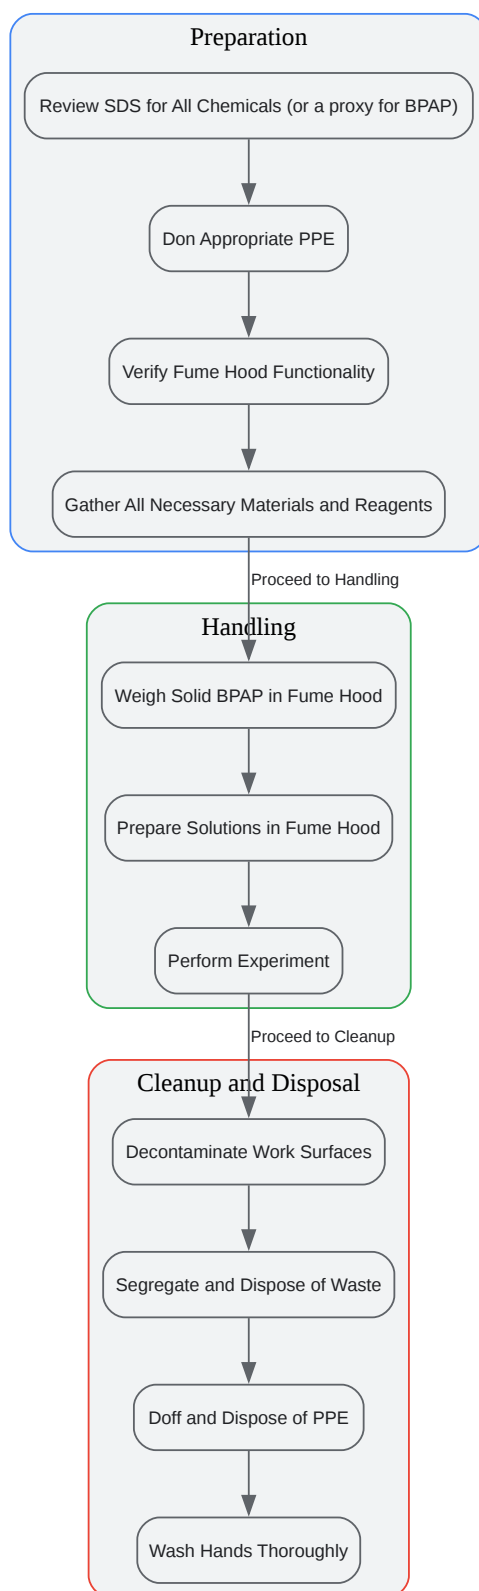 Preparation
Review SDS for All Chemicals (or a proxy for BPAP)
Don Appropriate PPE
Verify Fume Hood Functionality
Gather All Necessary Materials and Reagents
Proceed to Handling
Handling
Weigh Solid BPAP in Fume Hood
Prepare Solutions in Fume Hood
Perform Experiment
Proceed to Cleanup
Cleanup and Disposal
Decontaminate Work Surfaces
Segregate and Dispose of Waste
Doff and Dispose of PPE
Wash Hands Thoroughly